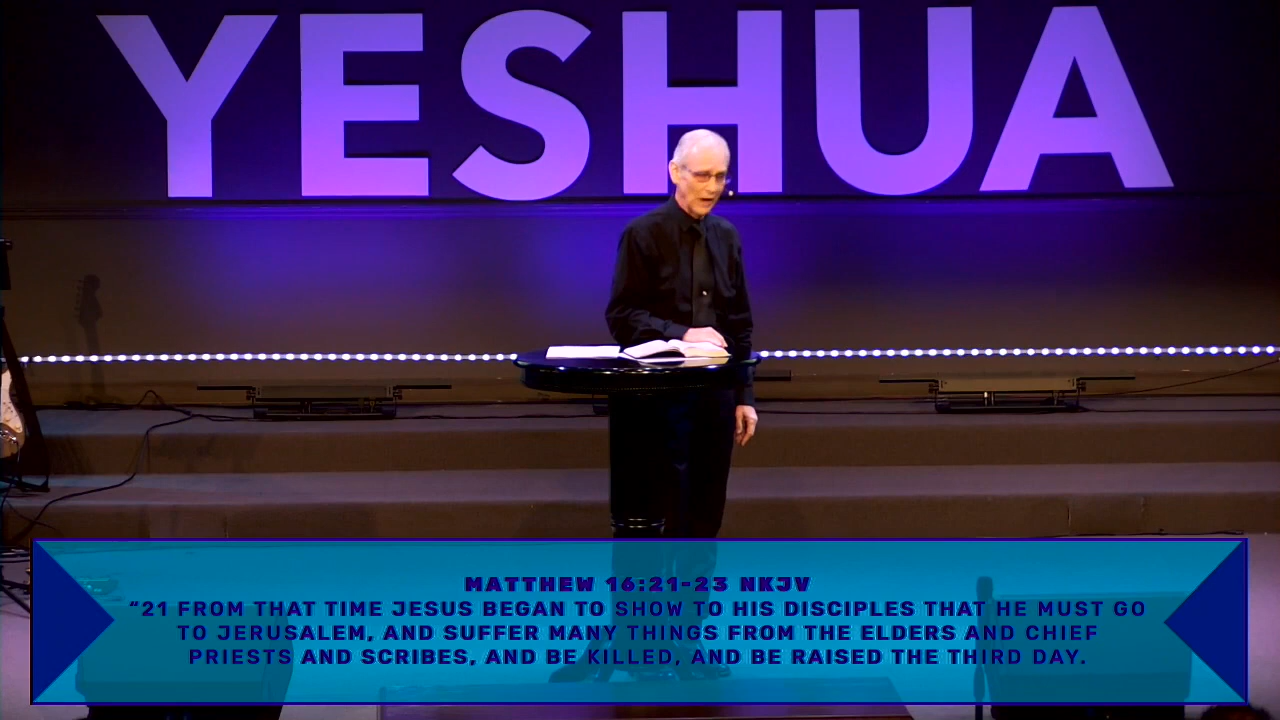 YESHUA
MATTHEW 16:21-23 NKJV
“21 FROM THAT TIME JESUS BEGAN TO SHOW TO HIS DISCIPLES THAT HE MUST GO
TO JERUSALEM, AND SUFFER MANY THINGS FROM THE ELDERS AND CHIEF
PRIESTS AND SCRIBES, AND BE KILLED, AND BE RAISED THE THIRD DAY.